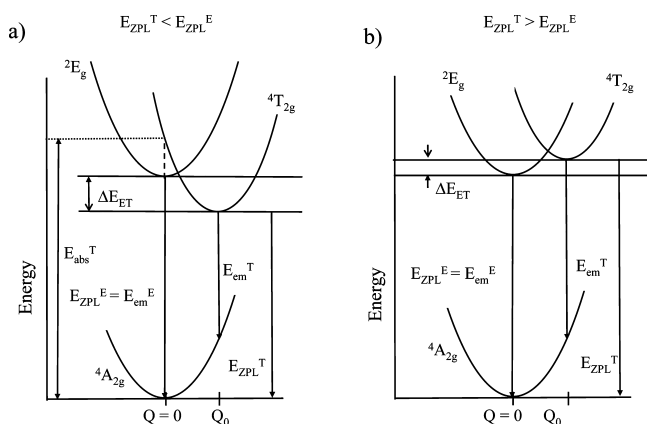 a)
E_ZPL^T < E_ZPL^E
²E_g
⁴T_2g
ΔE_ET
E_abs^T
E_em^T
E_ZPL^E = E_em^E
Energy
⁴A_2g
E_ZPL^T
Q = 0
Q_0
b)
E_ZPL^T > E_ZPL^E
²E_g
⁴T_2g
ΔE_ET
E_ZPL^E = E_em^E
E_em^T
Energy
⁴A_2g
E_ZPL^T
Q = 0
Q_0